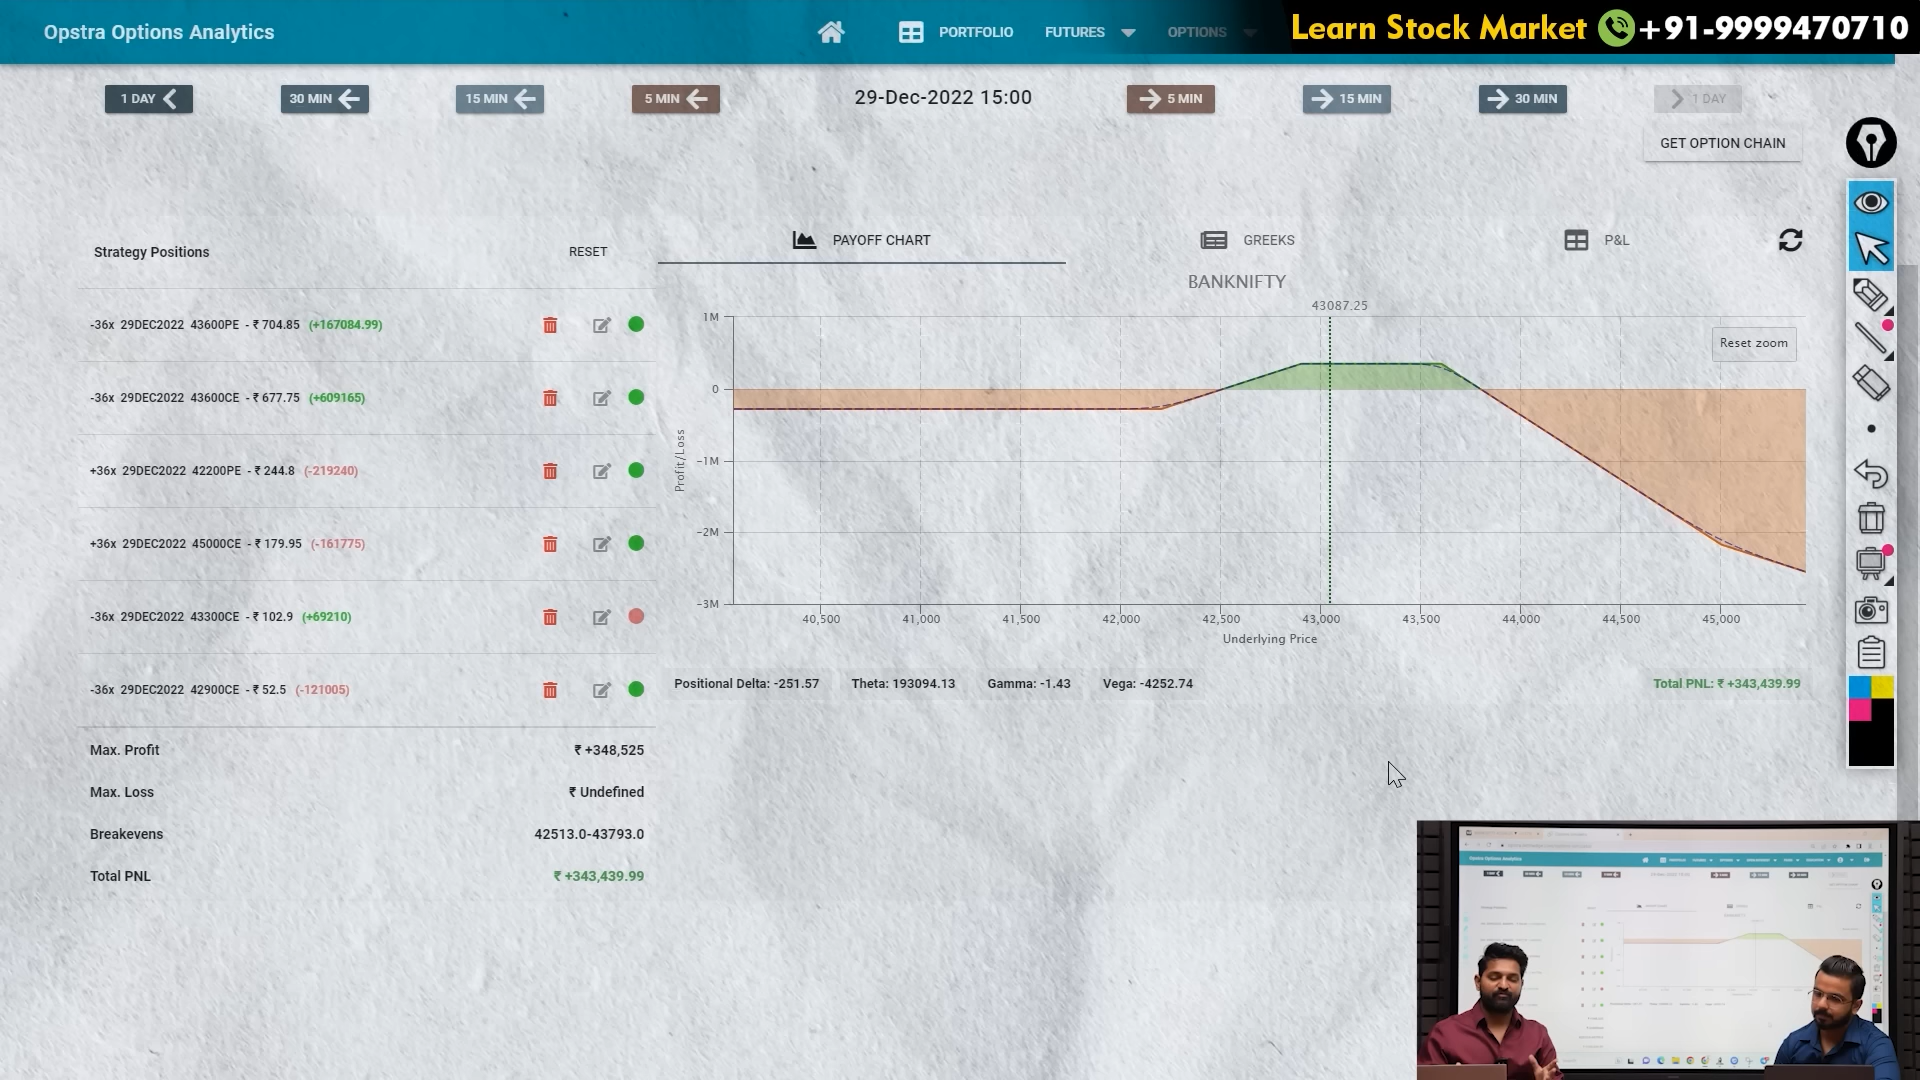 Opstra Options Analytics
PORTFOLIO
FUTURES
OPTIONS
Learn Stock Market +91-9999470710
1 DAY
30 MIN
15 MIN
5 MIN
29-Dec-2022 15:00
5 MIN
15 MIN
30 MIN
1 DAY
GET OPTION CHAIN
Strategy Positions
RESET
-36x 29DEC2022 43600PE - ₹ 704.85 (+167084.99)
-36x 29DEC2022 43600CE - ₹ 677.75 (+609165)
+36x 29DEC2022 42200PE - ₹ 244.8 (-219240)
+36x 29DEC2022 45000CE - ₹ 179.95 (-161775)
-36x 29DEC2022 43300CE - ₹ 102.9 (+69210)
-36x 29DEC2022 42900CE - ₹ 52.5 (-121005)
Max. Profit ₹ +348,525
Max. Loss ₹ Undefined
Breakevens 42513.0-43793.0
Total PNL ₹ +343,439.99
PAYOFF CHART
GREEKS
P&L
BANKNIFTY
43087.25
Reset zoom
1M
0
-1M
-2M
-3M
Profit/Loss
40,500 41,000 41,500 42,000 42,500 43,000 43,500 44,000 44,500 45,000
Underlying Price
Positional Delta: -251.57 Theta: 193094.13 Gamma: -1.43 Vega: -4252.74
Total PNL: ₹ +343,439.99
Opstra Options Analytics